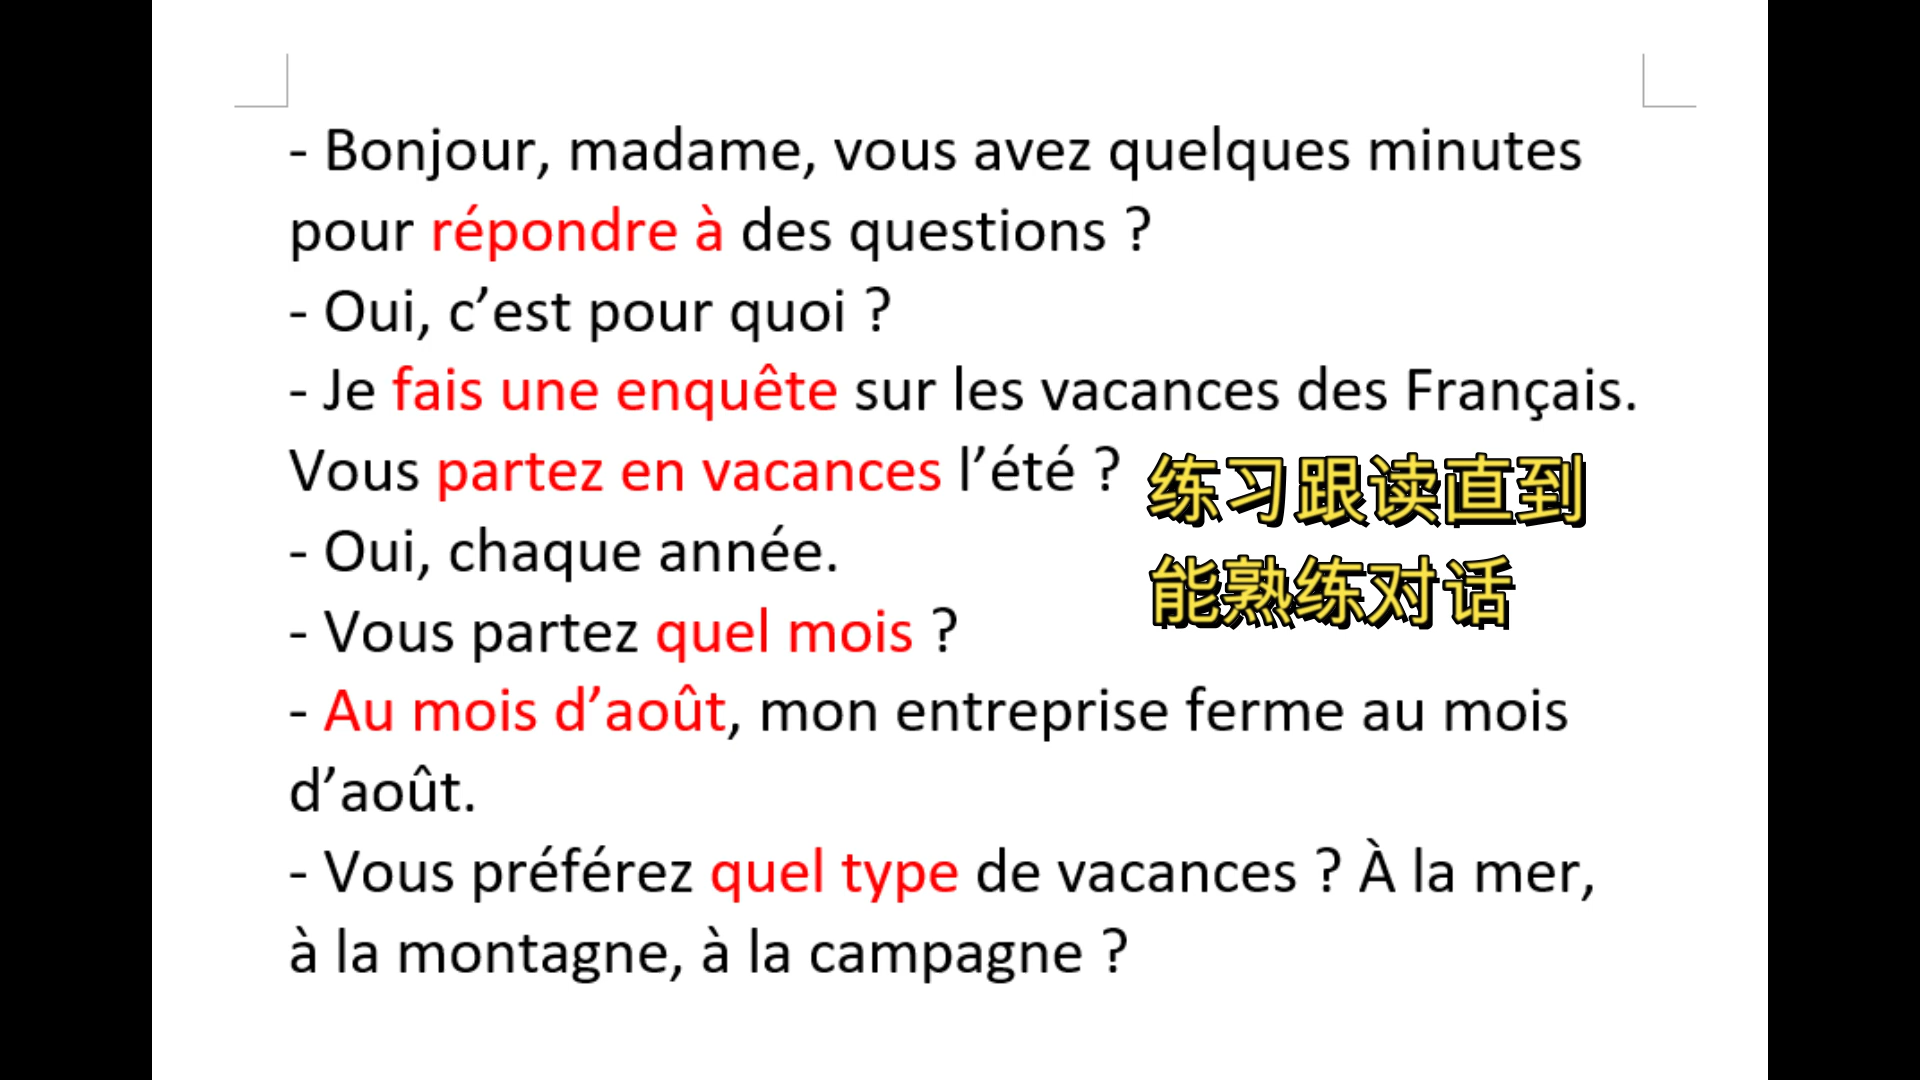 - Bonjour, madame, vous avez quelques minutes
pour répondre à des questions ?
- Oui, c’est pour quoi ?
- Je fais une enquête sur les vacances des Français.
Vous partez en vacances l’été ?
练习跟读直到
能熟练对话
- Oui, chaque année.
- Vous partez quel mois ?
- Au mois d’août, mon entreprise ferme au mois
d’août.
- Vous préférez quel type de vacances ? À la mer,
à la montagne, à la campagne ?